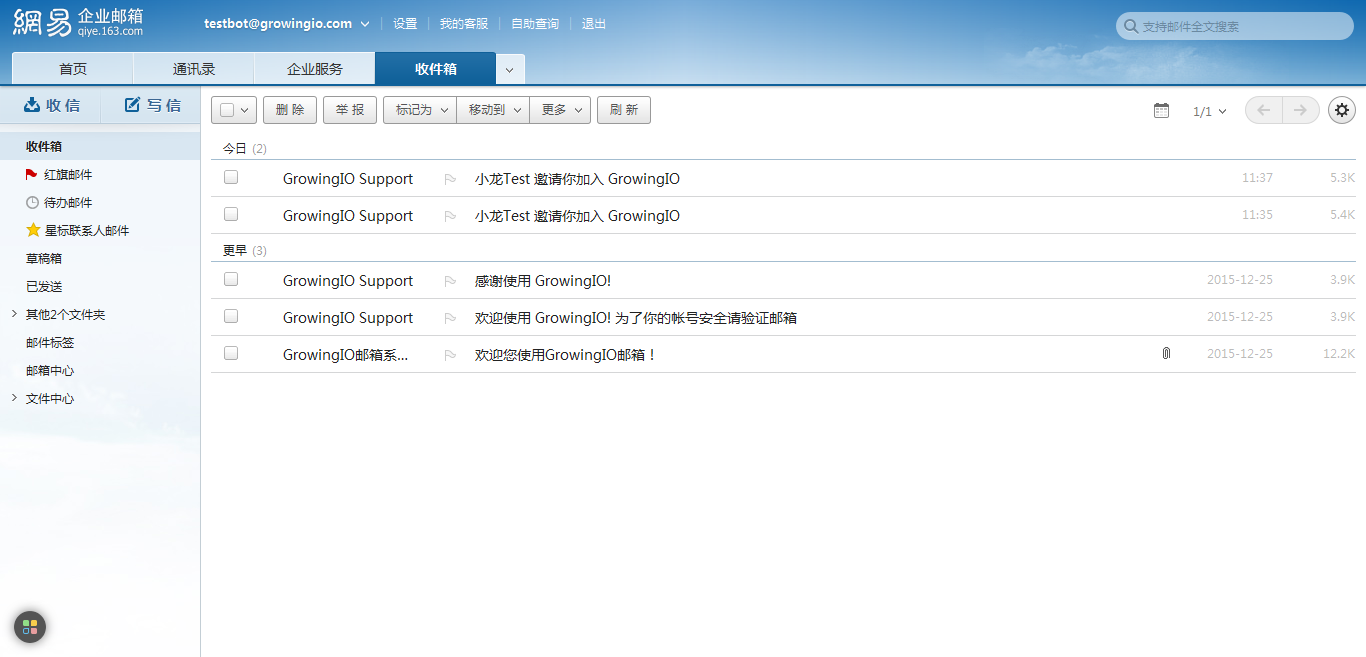 網易 企业邮箱 qiye.163.com
testbot@growingio.com 设置 我的客服 自助查询 退出
支持邮件全文搜索
首页 通讯录 企业服务 收件箱
收信 写信
删除 举报 标记为 移动到 更多 刷新 1/1
收件箱
红旗邮件
待办邮件
星标联系人邮件
草稿箱
已发送
其他2个文件夹
邮件标签
邮箱中心
文件中心
今日 (2)
GrowingIO Support 小龙Test 邀请你加入 GrowingIO 11:37 5.3K
GrowingIO Support 小龙Test 邀请你加入 GrowingIO 11:35 5.4K
更早 (3)
GrowingIO Support 感谢使用 GrowingIO! 2015-12-25 3.9K
GrowingIO Support 欢迎使用 GrowingIO! 为了你的帐号安全请验证邮箱 2015-12-25 3.9K
GrowingIO邮箱系... 欢迎您使用GrowingIO邮箱！ 2015-12-25 12.2K